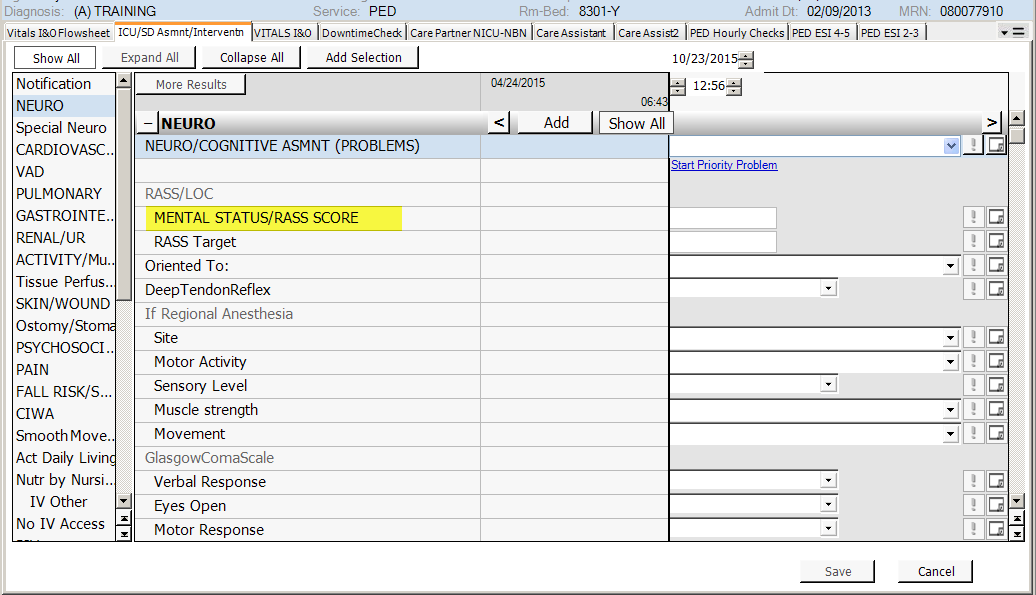 Diagnosis: (A) TRAINING Service: PED Rm-Bed: 8301-Y Admit Dt: 02/09/2013 MRN: 080077910
Vitals I&O Flowsheet ICU/SD Asmnt/Interventn VITALS I&O DowntimeCheck Care Partner NICU-NBN Care Assistant Care Assist2 PED Hourly Checks PED ESI 4-5 PED ESI 2-3
Show All Expand All Collapse All Add Selection 10/23/2015
Notification More Results 04/24/2015 12:56
06:43
NEURO
– NEURO < Add Show All >
Special Neuro
CARDIOVASC...
VAD
PULMONARY
GASTROINTE...
RENAL/UR
ACTIVITY/Mu...
Tissue Perfus...
SKIN/WOUND
Ostomy/Stoma
PSYCHOSOCI...
PAIN
FALL RISK/S...
CIWA
Smooth Move...
Act Daily Living
Nutr by Nursi...
IV Other
No IV Access
NEURO/COGNITIVE ASMNT (PROBLEMS)
Start Priority Problem
RASS/LOC
MENTAL STATUS/RASS SCORE
RASS Target
Oriented To:
DeepTendonReflex
If Regional Anesthesia
Site
Motor Activity
Sensory Level
Muscle strength
Movement
GlasgowComaScale
Verbal Response
Eyes Open
Motor Response
Save Cancel